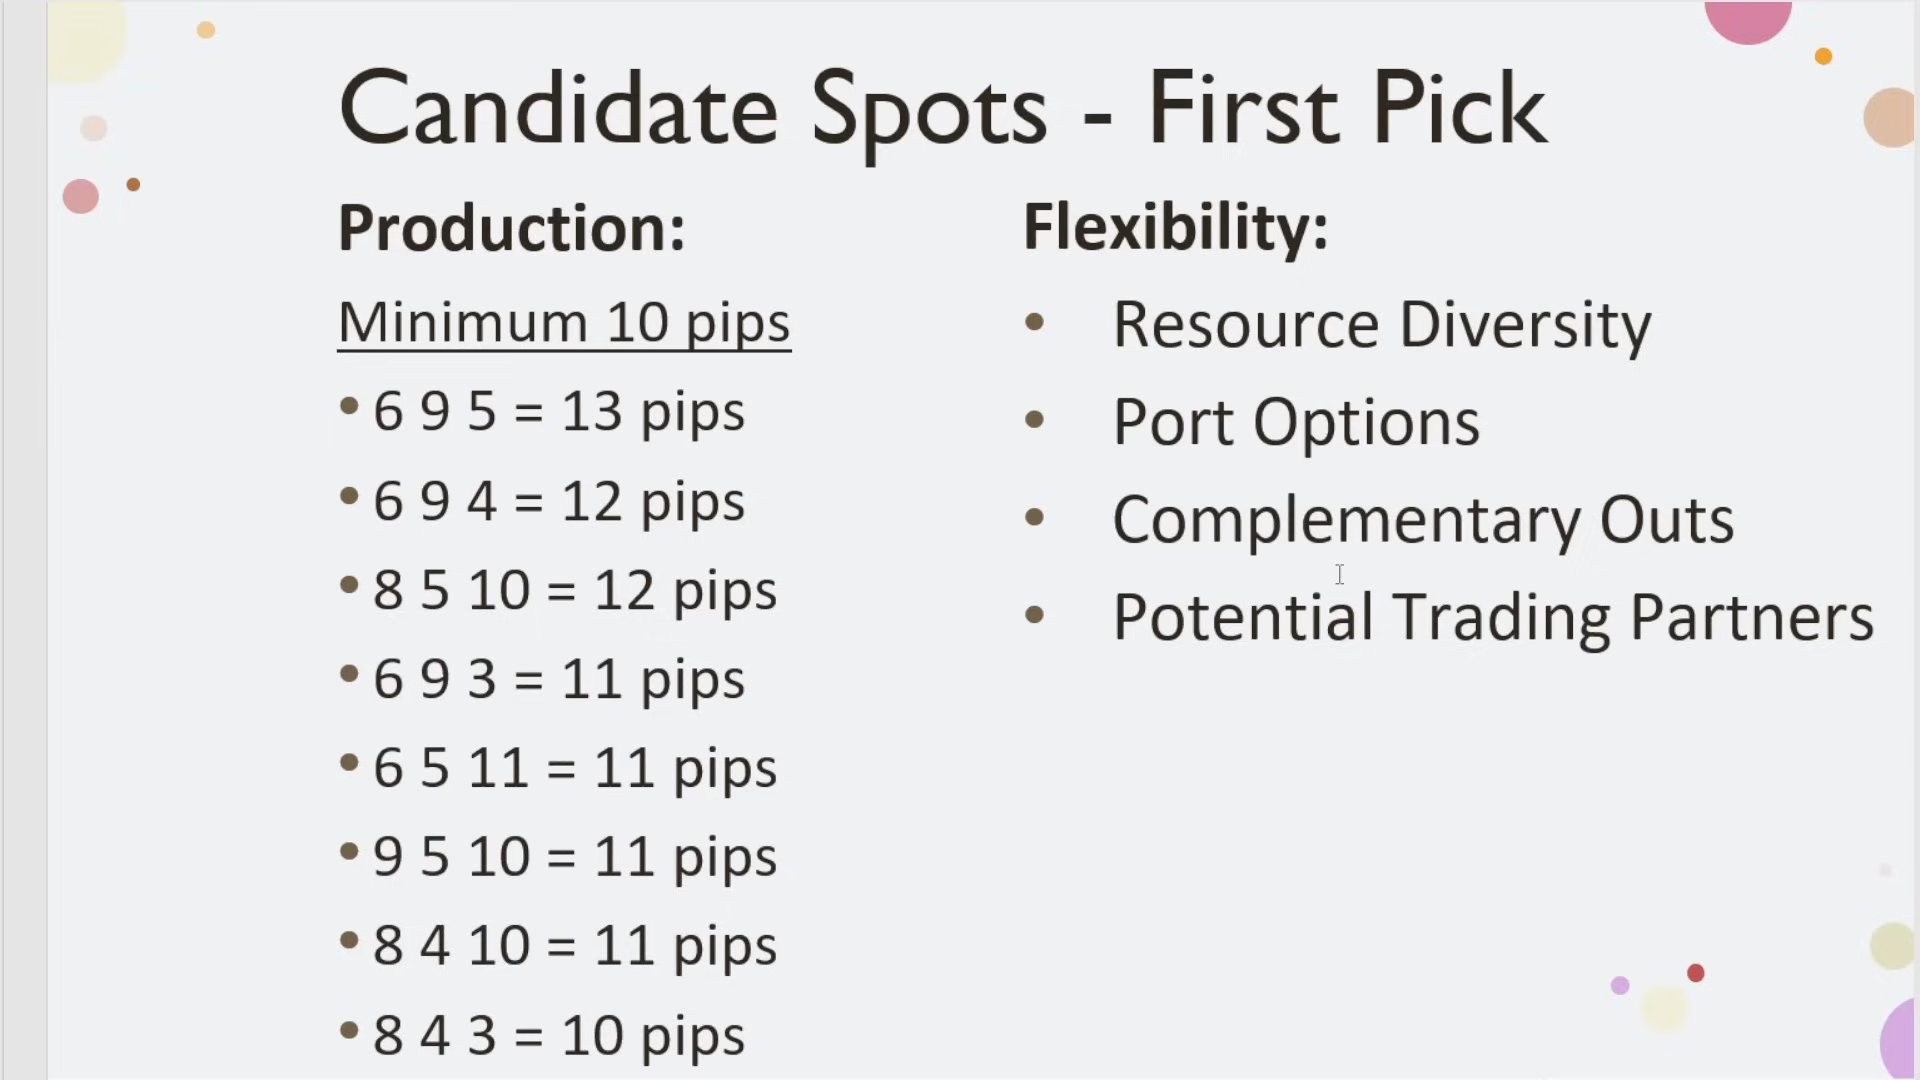 Candidate Spots - First Pick
Production:
Minimum 10 pips
• 6 9 5 = 13 pips
• 6 9 4 = 12 pips
• 8 5 10 = 12 pips
• 6 9 3 = 11 pips
• 6 5 11 = 11 pips
• 9 5 10 = 11 pips
• 8 4 10 = 11 pips
• 8 4 3 = 10 pips
Flexibility:
• Resource Diversity
• Port Options
• Complementary Outs
• Potential Trading Partners